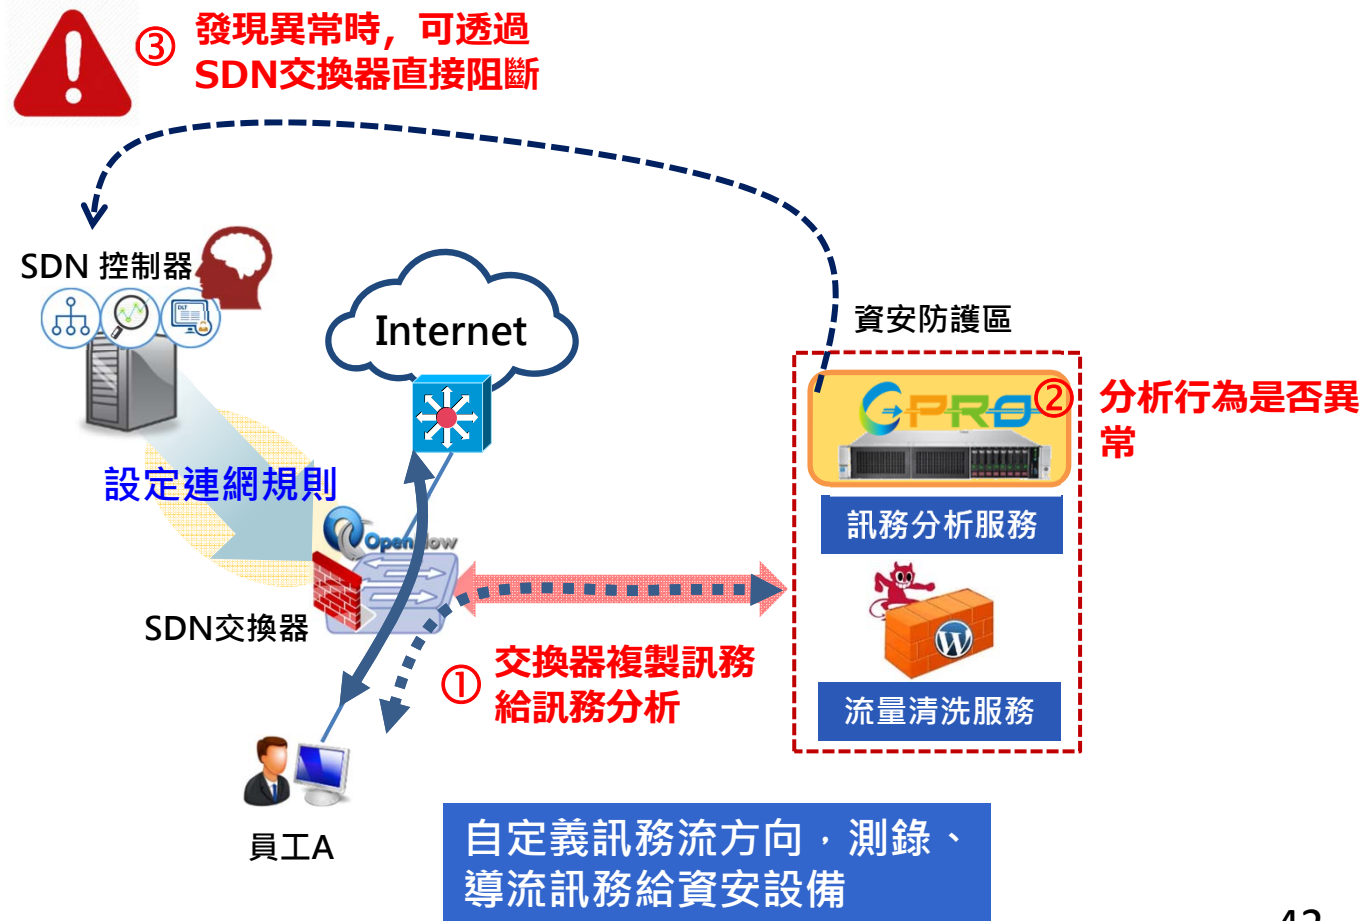 ③ 發現異常時，可透過
SDN交換器直接阻斷
SDN 控制器
DLT
Internet
資安防護區
GPRO
② 分析行為是否異
常
設定連網規則
訊務分析服務
OpenFlow
SDN交換器
① 交換器複製訊務
給訊務分析
W
流量清洗服務
員工A
自定義訊務流方向，測錄、
導流訊務給資安設備